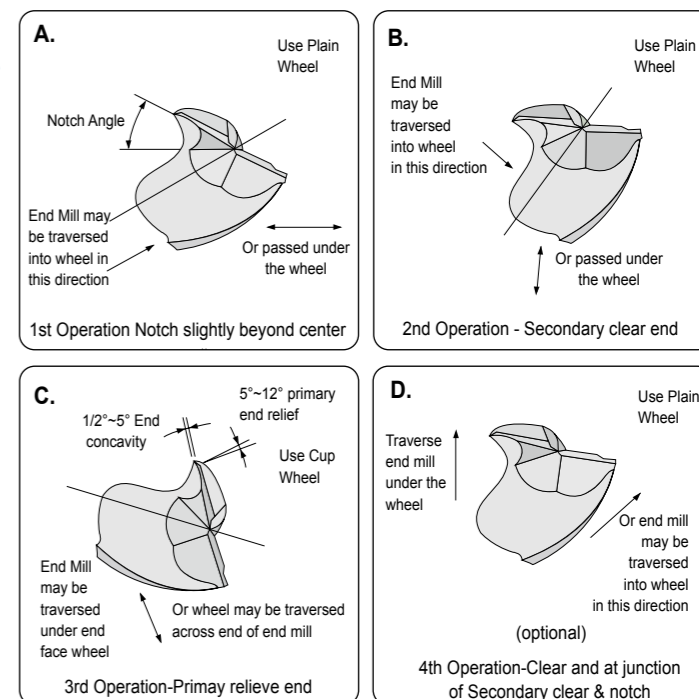 A.
Use Plain
Wheel
Notch Angle
End Mill may
be traversed
into wheel in
this direction
Or passed under
the wheel
1st Operation Notch slightly beyond center
B.
Use Plain
Wheel
End Mill
may be
traversed
into wheel
in this direction
Or passed under
the wheel
2nd Operation - Secondary clear end
C.
5°~12° primary
end relief
1/2°~5° End
concavity
Use Cup
Wheel
End Mill
may be
traversed
under end
face wheel
Or wheel may be traversed
across end of end mill
3rd Operation-Primay relieve end
D.
Use Plain
Wheel
Traverse
end mill
under the
wheel
Or end mill
may be
traversed
into wheel
in this direction
(optional)
4th Operation-Clear and at junction
of Secondary clear & notch